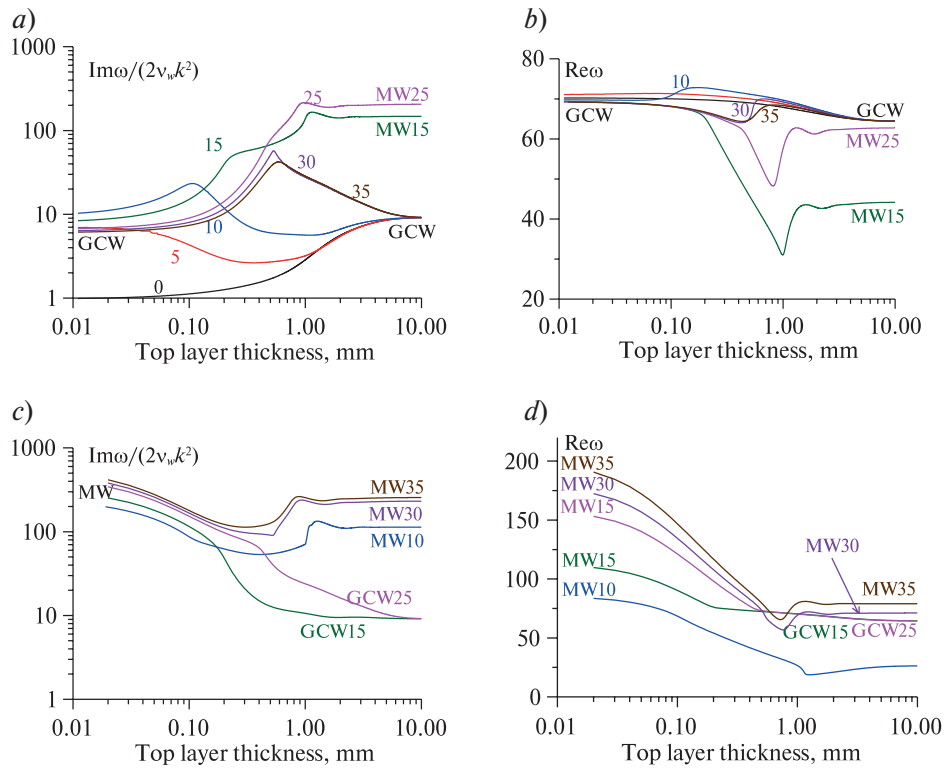 a)
Imω/(2ν_w k²)
1000
100
10
1
25
MW25
MW15
15
30
35
10
GCW
GCW
5
0
0.01 0.10 1.00 10.00
Top layer thickness, mm
b)
Reω
80
60
40
20
10
30
35
GCW
GCW
MW25
MW15
0.01 0.10 1.00 10.00
Top layer thickness, mm
c)
Imω/(2ν_w k²)
1000
100
10
1
MW
MW35
MW30
MW10
GCW25
GCW15
0.01 0.10 1.00 10.00
Top layer thickness, mm
d)
Reω
200
150
100
50
0
MW35
MW30
MW15
MW15
MW10
MW30
MW35
GCW15
GCW25
0.01 0.10 1.00 10.00
Top layer thickness, mm